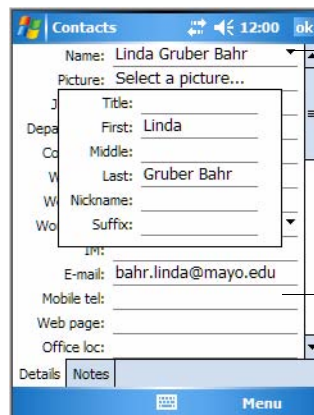 Contacts 12:00 ok
Name: Linda Gruber Bahr
Picture: Select a picture...
Title:
First: Linda
Middle:
Last: Gruber Bahr
Nickname:
Suffix:
IM:
E-mail: bahr.linda@mayo.edu
Mobile tel:
Web page:
Office loc:
Details Notes
Menu